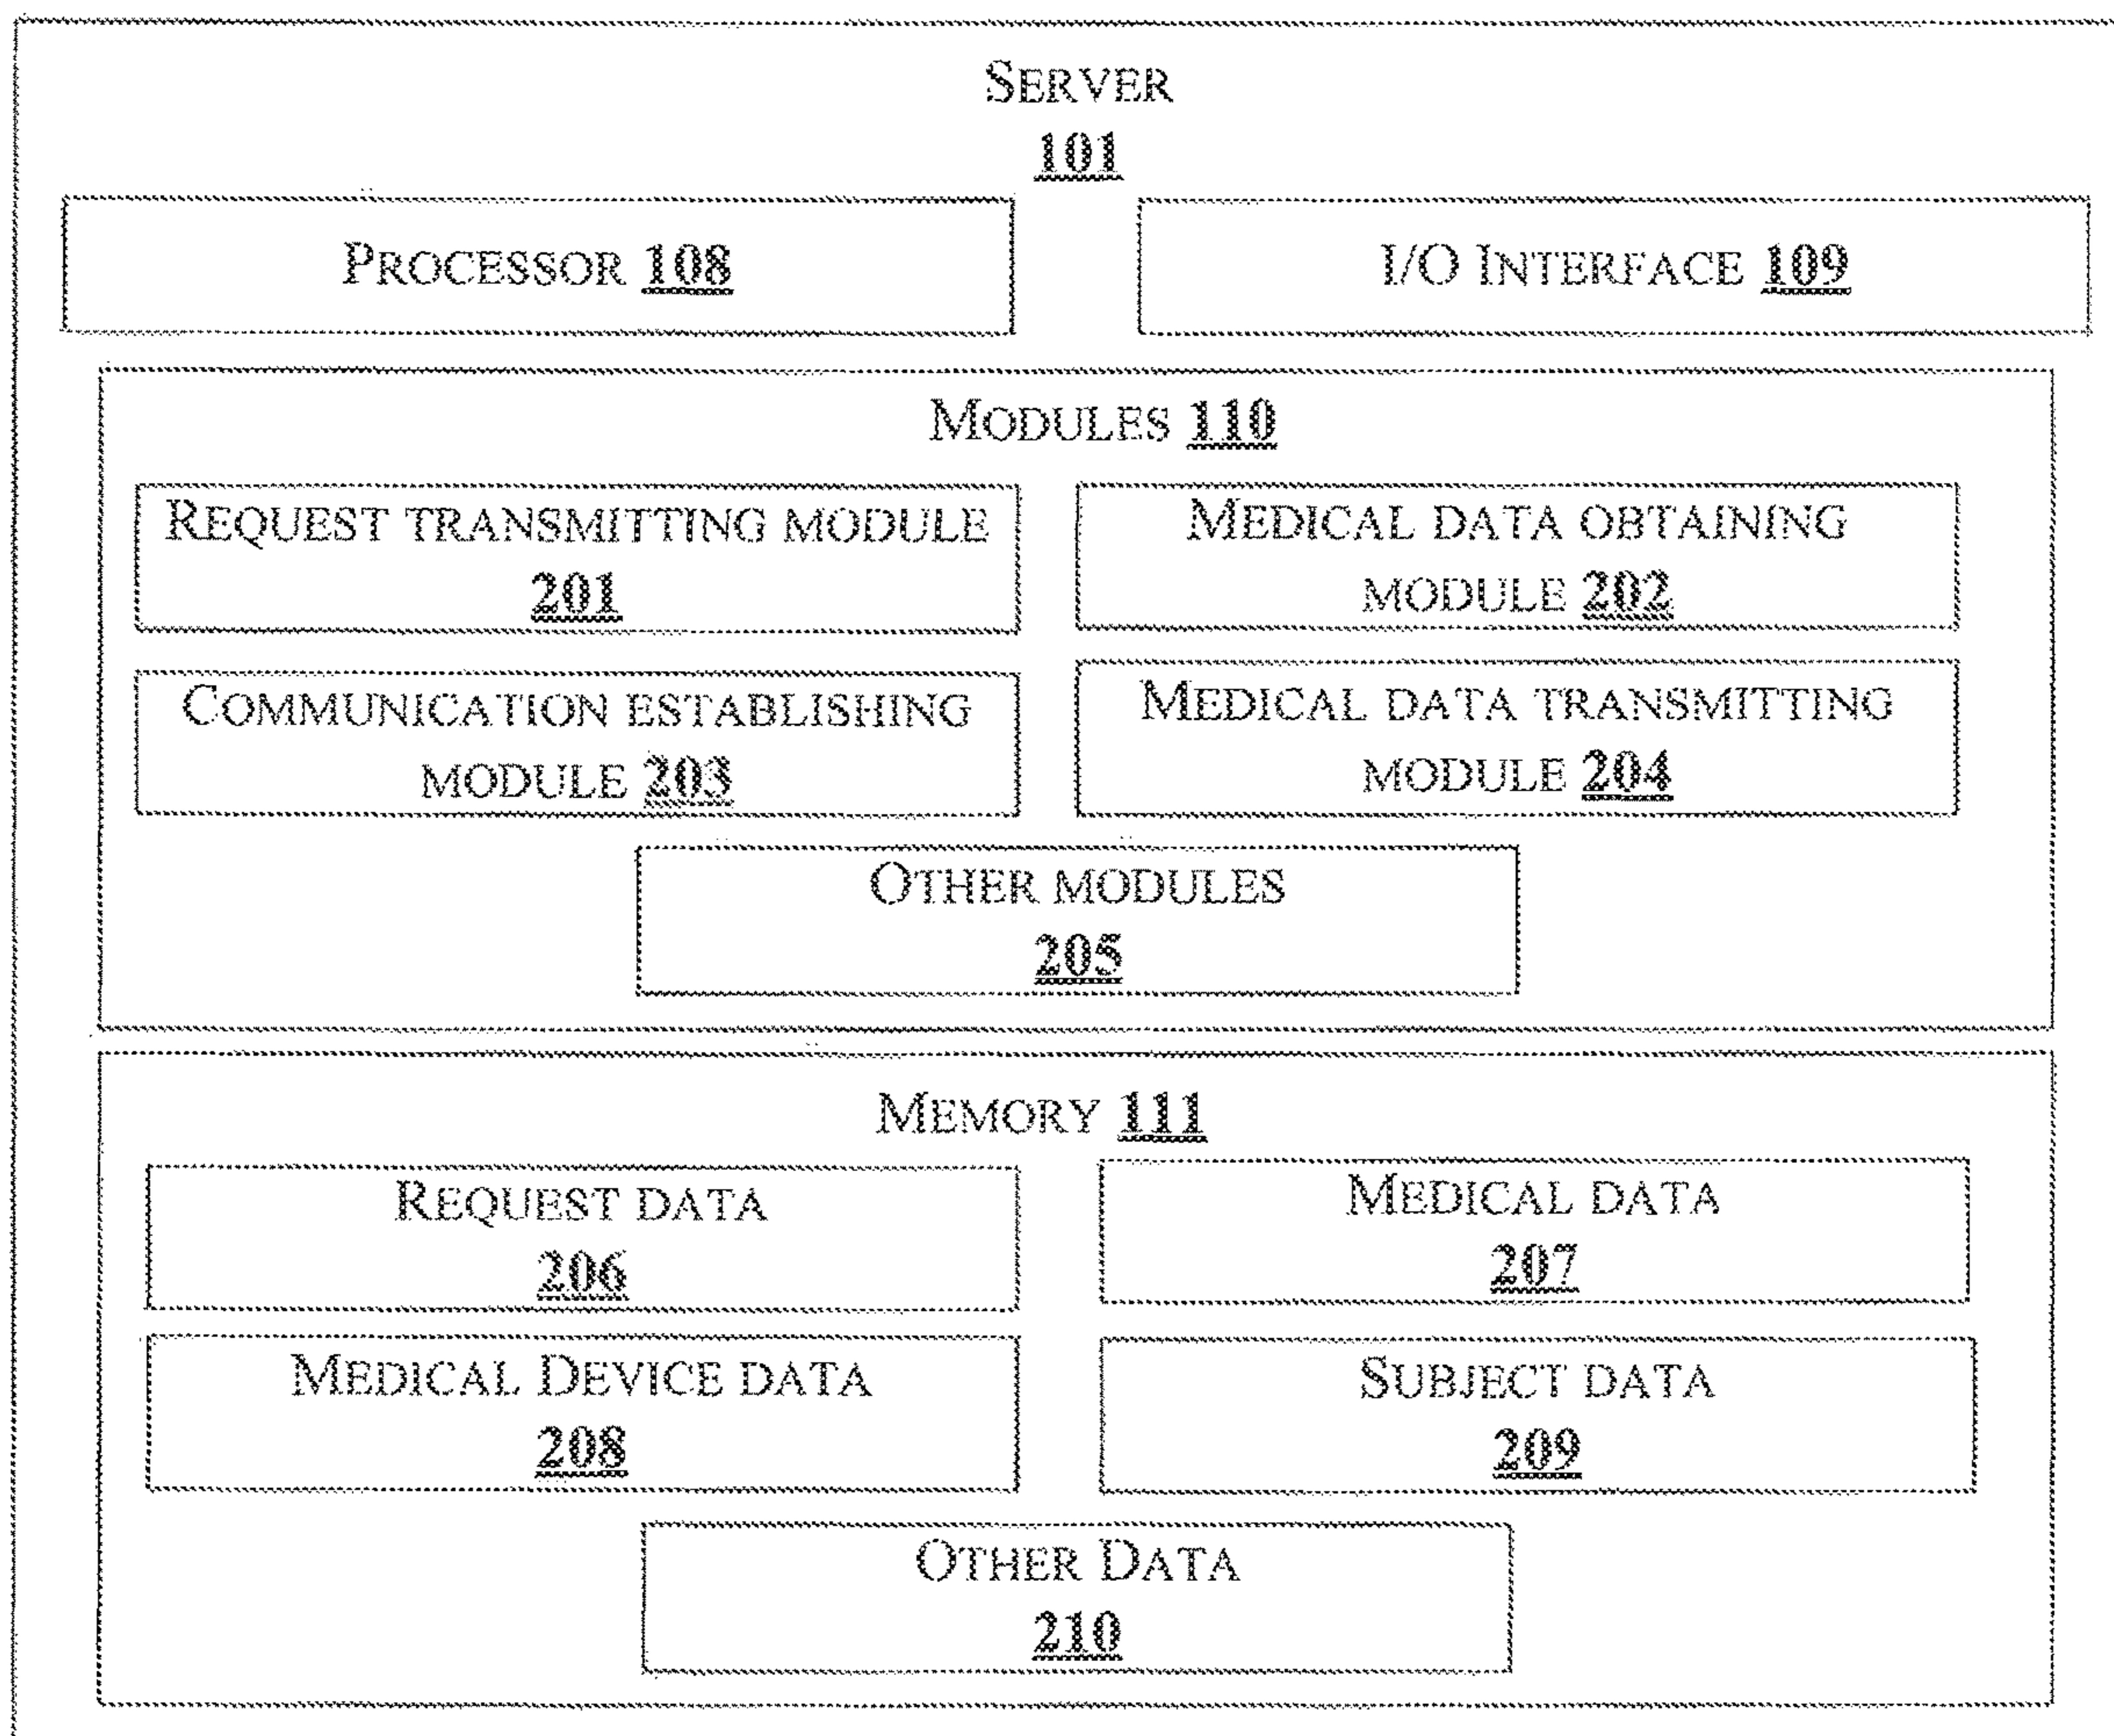 SERVER
101
PROCESSOR 108
I/O INTERFACE 109
MODULES 110
REQUEST TRANSMITTING MODULE
201
MEDICAL DATA OBTAINING
MODULE 202
COMMUNICATION ESTABLISHING
MODULE 203
MEDICAL DATA TRANSMITTING
MODULE 204
OTHER MODULES
205
MEMORY 111
REQUEST DATA
206
MEDICAL DATA
207
MEDICAL DEVICE DATA
208
SUBJECT DATA
209
OTHER DATA
210